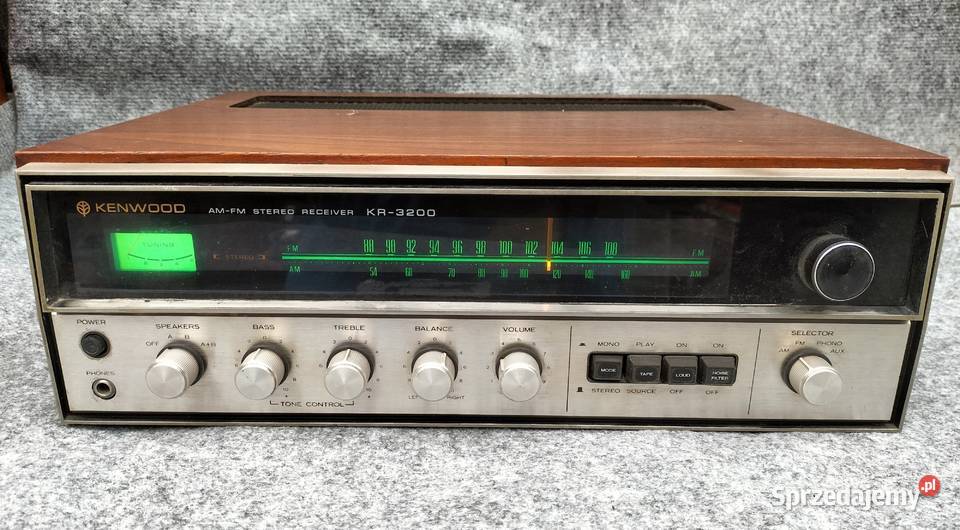 KENWOOD AM-FM STEREO RECEIVER KR-3200
TUNING
STEREO
FM 88 90 92 94 96 98 100 102 104 106 108 FM
AM 54 60 70 80 90 100 120 140 160 AM
POWER
SPEAKERS
OFF A B A+B
BASS
TREBLE
BALANCE
LEFT RIGHT
VOLUME
TONE CONTROL
PHONES
MONO PLAY ON ON
MODE TAPE LOUD NOISE FILTER
STEREO SOURCE OFF OFF
SELECTOR
AM FM PHONO AUX
Sprzedajemy.pl